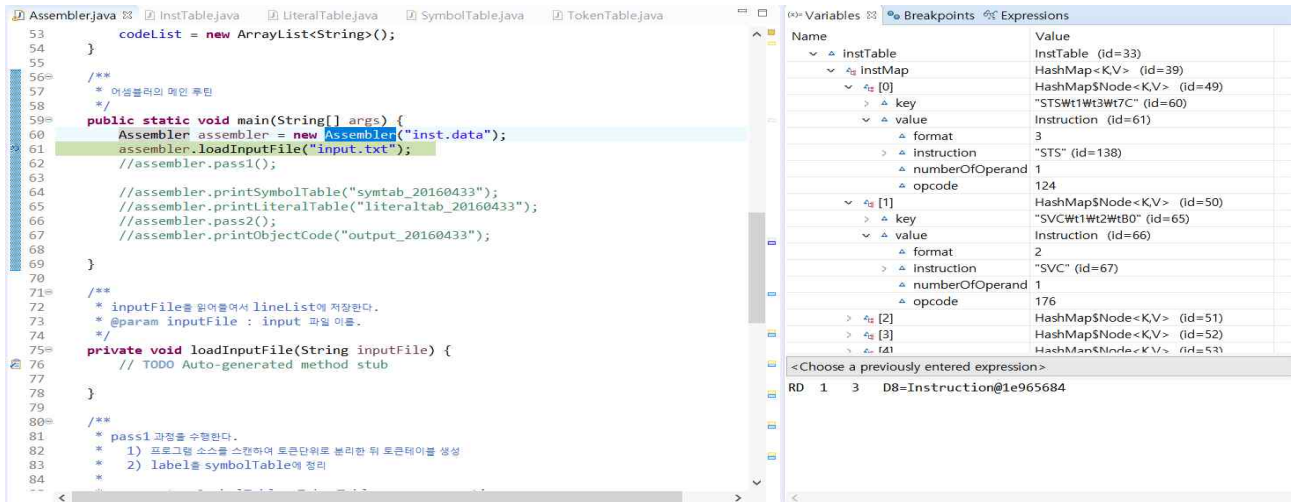 Assembler.java InstTable.java LiteralTable.java SymbolTable.java TokenTable.java
53 codeList = new ArrayList<String>();
54 }
55
56 /**
57 * 어셈블러의 메인 루틴
58 */
59 public static void main(String[] args) {
60 Assembler assembler = new Assembler("inst.data");
61 assembler.loadInputFile("input.txt");
62 //assembler.pass1();
63
64 //assembler.printSymbolTable("symtab_20160433");
65 //assembler.printLiteralTable("literaltab_20160433");
66 //assembler.pass2();
67 //assembler.printObjectCode("output_20160433");
68
69 }
70
71 /**
72 * inputFile을 읽어들여서 lineList에 저장한다.
73 * @param inputFile : input 파일 이름.
74 */
75 private void loadInputFile(String inputFile) {
76 // TODO Auto-generated method stub
77
78 }
79
80 /**
81 * pass1 과정을 수행한다.
82 * 1) 프로그램 소스를 스캔하여 토큰단위로 분리한 뒤 토큰테이블 생성
83 * 2) label을 symbolTable에 정리
84 *
(x)= Variables Breakpoints Expressions
Name Value
instTable InstTable (id=33)
instMap HashMap<K,V> (id=39)
[0] HashMap$Node<K,V> (id=49)
key "STS₩t1₩t3₩t7C" (id=60)
value Instruction (id=61)
format 3
instruction "STS" (id=138)
numberOfOperand 1
opcode 124
[1] HashMap$Node<K,V> (id=50)
key "SVC₩t1₩t2₩tB0" (id=65)
value Instruction (id=66)
format 2
instruction "SVC" (id=67)
numberOfOperand 1
opcode 176
[2] HashMap$Node<K,V> (id=51)
[3] HashMap$Node<K,V> (id=52)
[4] HashMap$Node<K,V> (id=53)
<Choose a previously entered expression>
RD 1 3 D8=Instruction@1e965684